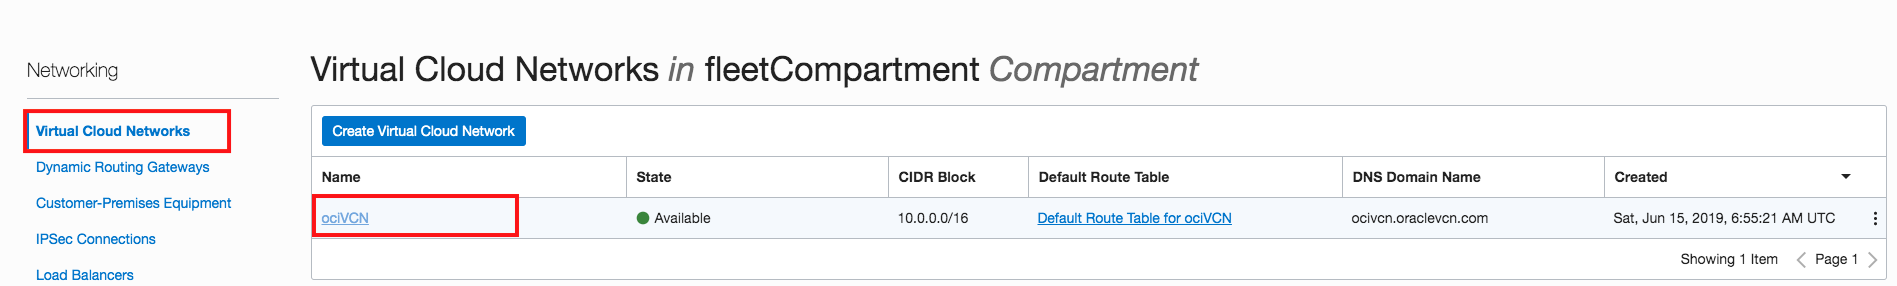 Networking
Virtual Cloud Networks
Dynamic Routing Gateways
Customer-Premises Equipment
IPSec Connections
Load Balancers
Virtual Cloud Networks in fleetCompartment Compartment
Create Virtual Cloud Network
Name State CIDR Block Default Route Table DNS Domain Name Created
ociVCN Available 10.0.0.0/16 Default Route Table for ociVCN ocivcn.oraclevcn.com Sat, Jun 15, 2019, 6:55:21 AM UTC
Showing 1 Item Page 1